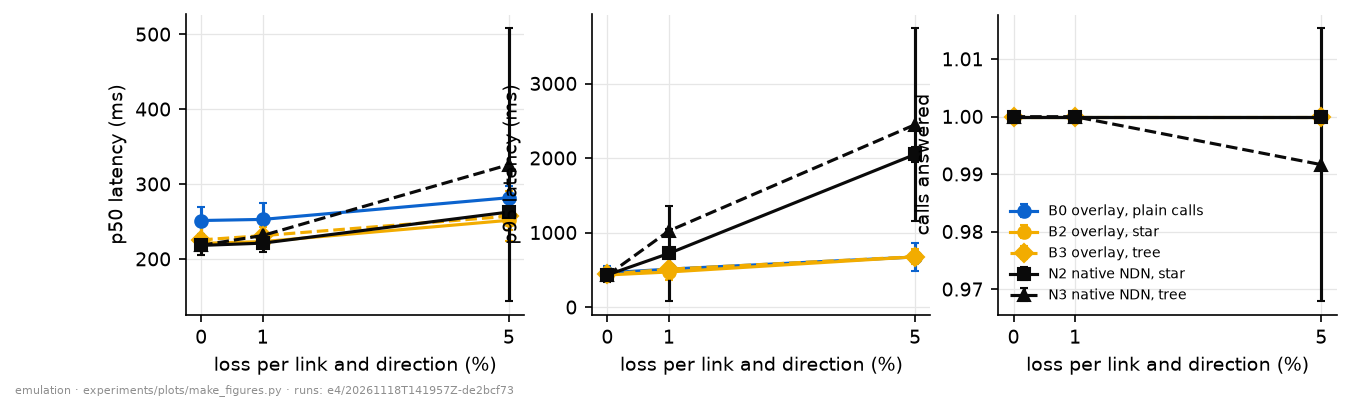 500
400
300
200
p50 latency (ms)
0
1
5
loss per link and direction (%)
3000
2000
1000
0
p99 latency (ms)
0
1
5
loss per link and direction (%)
1.01
1.00
0.99
0.98
0.97
calls answered
B0 overlay, plain calls
B2 overlay, star
B3 overlay, tree
N2 native NDN, star
N3 native NDN, tree
0
1
5
loss per link and direction (%)
emulation · experiments/plots/make_figures.py · runs: e4/20261118T141957Z-de2bcf73